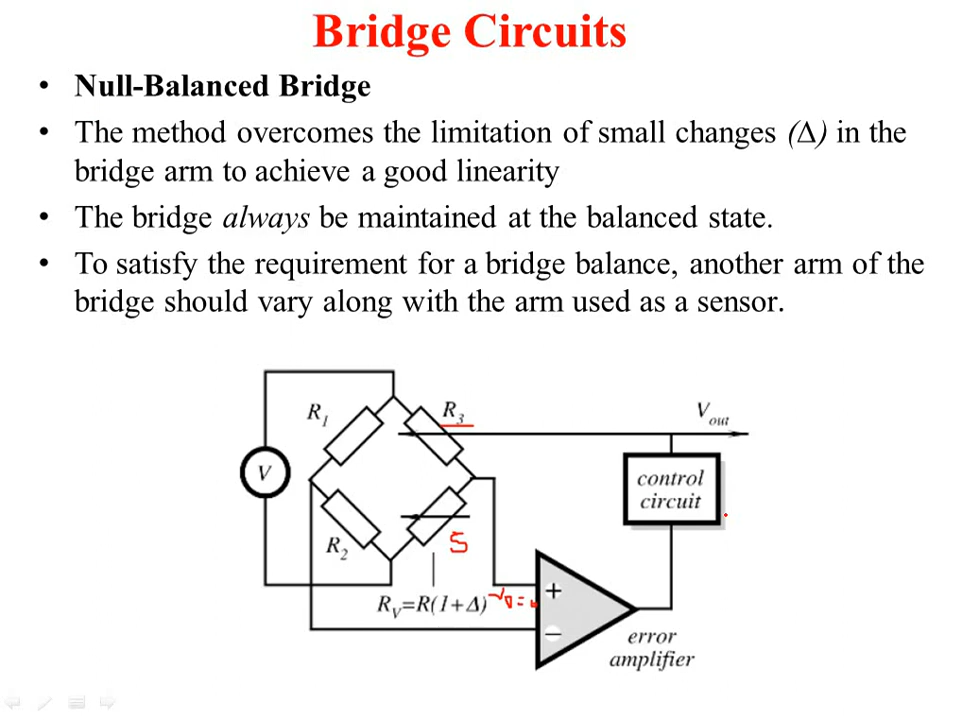 Bridge Circuits
• Null-Balanced Bridge
• The method overcomes the limitation of small changes (Δ) in the
bridge arm to achieve a good linearity
• The bridge always be maintained at the balanced state.
• To satisfy the requirement for a bridge balance, another arm of the
bridge should vary along with the arm used as a sensor.
R1
R3
Vout
V
control
circuit
R2
S
RV=R(1+Δ)
+
−
error
amplifier